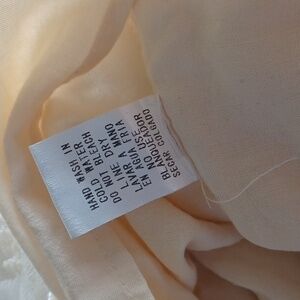 HAND WASH IN
COLD WATER
DO NOT BLEACH
LINE DRY
LAVAR A MANO
EN AGUA FRIA
NO USE
BLANQUEADOR
SECAR COLGADO